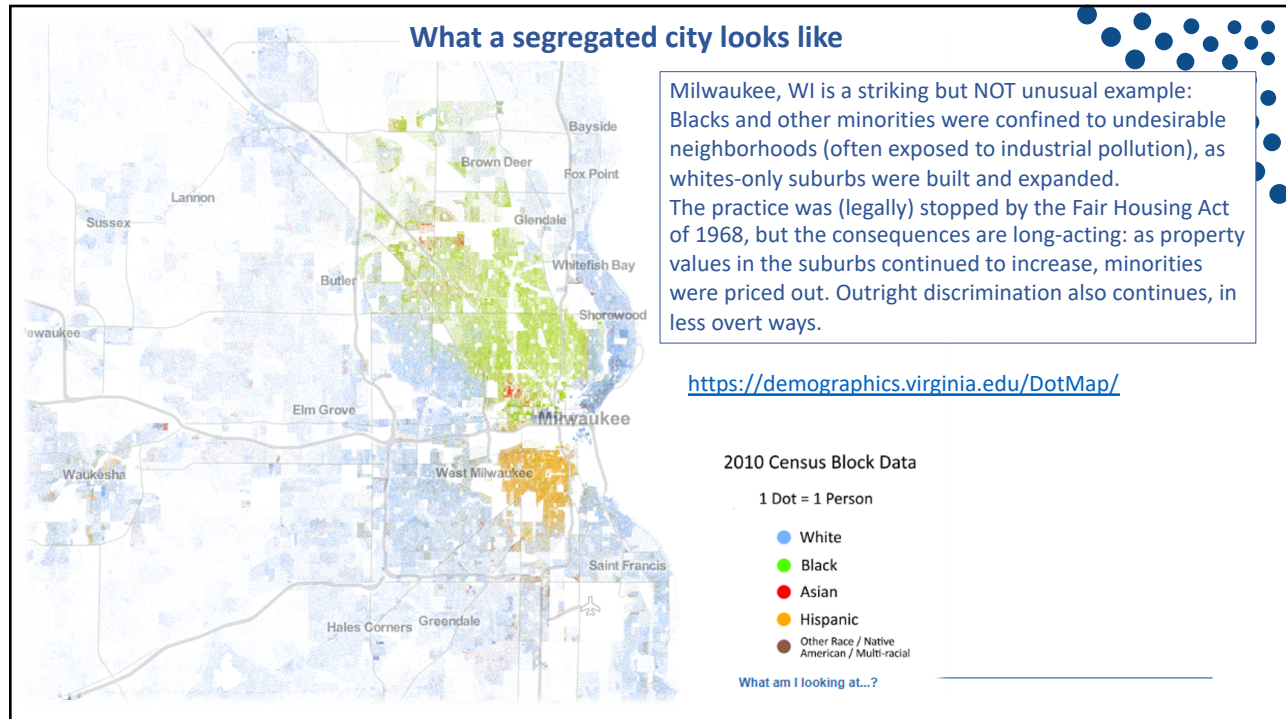 What a segregated city looks like
Milwaukee, WI is a striking but NOT unusual example:
Blacks and other minorities were confined to undesirable
neighborhoods (often exposed to industrial pollution), as
whites-only suburbs were built and expanded.
The practice was (legally) stopped by the Fair Housing Act
of 1968, but the consequences are long-acting: as property
values in the suburbs continued to increase, minorities
were priced out. Outright discrimination also continues, in
less overt ways.
https://demographics.virginia.edu/DotMap/
2010 Census Block Data
1 Dot = 1 Person
White
Black
Asian
Hispanic
Other Race / Native
American / Multi-racial
What am I looking at...?
Bayside
Brown Deer
Fox Point
Lannon
Sussex
Glendale
Whitefish Bay
Butler
Shorewood
ewaukee
Elm Grove
Milwaukee
Waukesha
West Milwaukee
Saint Francis
Hales Corners
Greendale